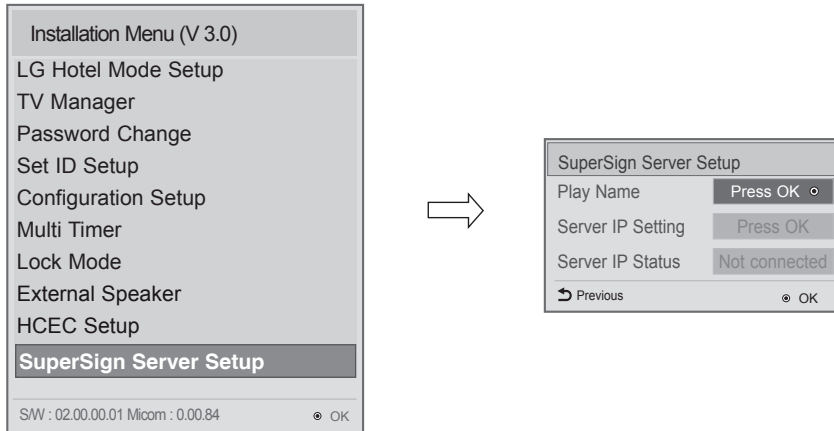 Installation Menu (V 3.0)
LG Hotel Mode Setup
TV Manager
Password Change
Set ID Setup
Configuration Setup
Multi Timer
Lock Mode
External Speaker
HCEC Setup
SuperSign Server Setup
S/W : 02.00.00.01 Micom : 0.00.84 OK
SuperSign Server Setup
Play Name Press OK
Server IP Setting Press OK
Server IP Status Not connected
Previous OK